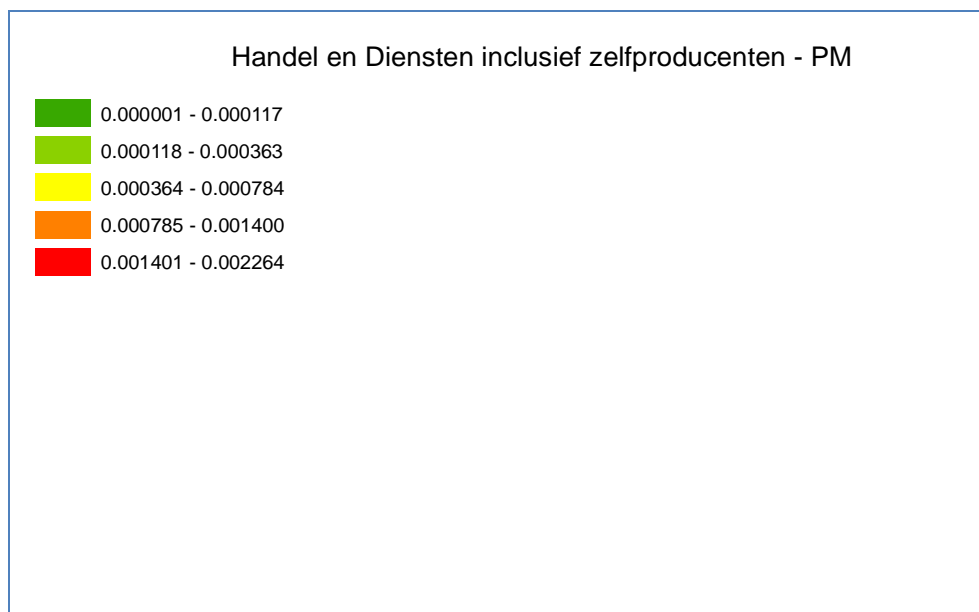 Handel en Diensten inclusief zelfproducenten - PM
0.000001 - 0.000117
0.000118 - 0.000363
0.000364 - 0.000784
0.000785 - 0.001400
0.001401 - 0.002264